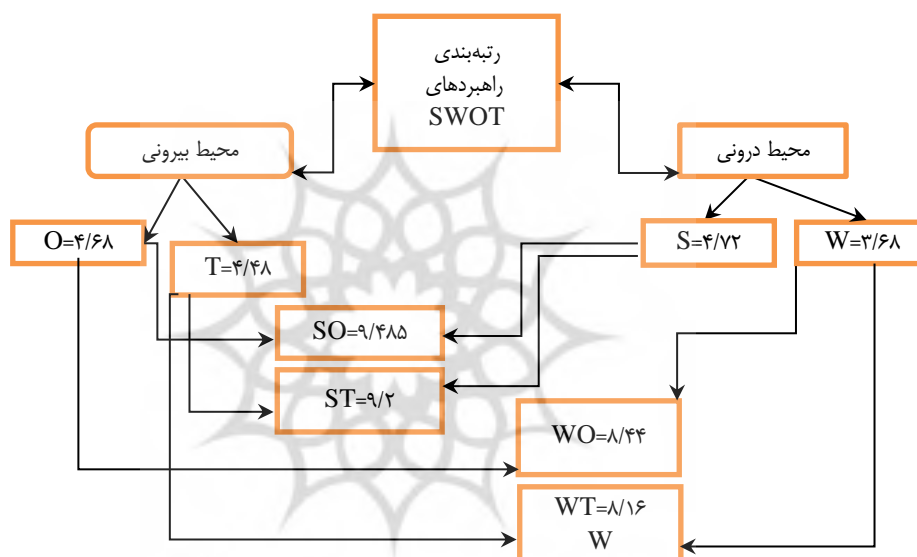 رتبه‌بندی
راهبردهای
SWOT
محیط درونی
محیط بیرونی
S=۴/۷۲
W=۳/۶۸
O=۴/۶۸
T=۴/۴۸
SO=۹/۴۸۵
ST=۹/۲
WO=۸/۴۴
WT=۸/۱۶
W